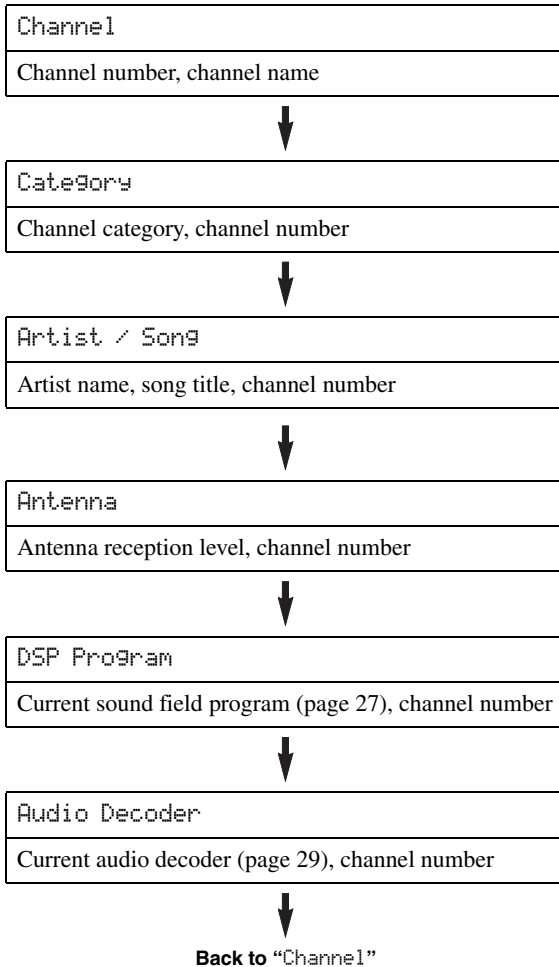 Channel
Channel number, channel name
Category
Channel category, channel number
Artist / Song
Artist name, song title, channel number
Antenna
Antenna reception level, channel number
DSP Program
Current sound field program (page 27), channel number
Audio Decoder
Current audio decoder (page 29), channel number
Back to “Channel”